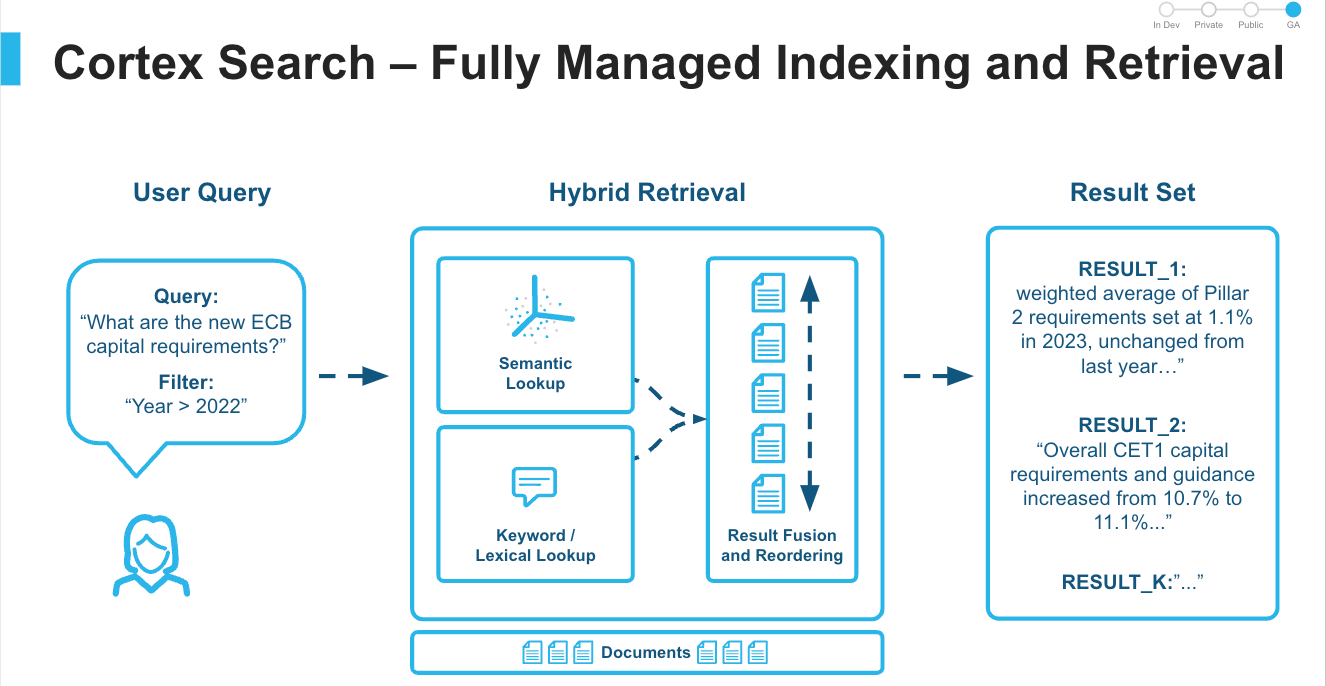 In Dev Private Public GA
Cortex Search – Fully Managed Indexing and Retrieval
User Query
Query:
“What are the new ECB
capital requirements?”
Filter:
“Year > 2022”
Hybrid Retrieval
Semantic
Lookup
Keyword /
Lexical Lookup
Result Fusion
and Reordering
Documents
Result Set
RESULT_1:
weighted average of Pillar
2 requirements set at 1.1%
in 2023, unchanged from
last year…”
RESULT_2:
“Overall CET1 capital
requirements and guidance
increased from 10.7% to
11.1%...”
RESULT_K:”...”